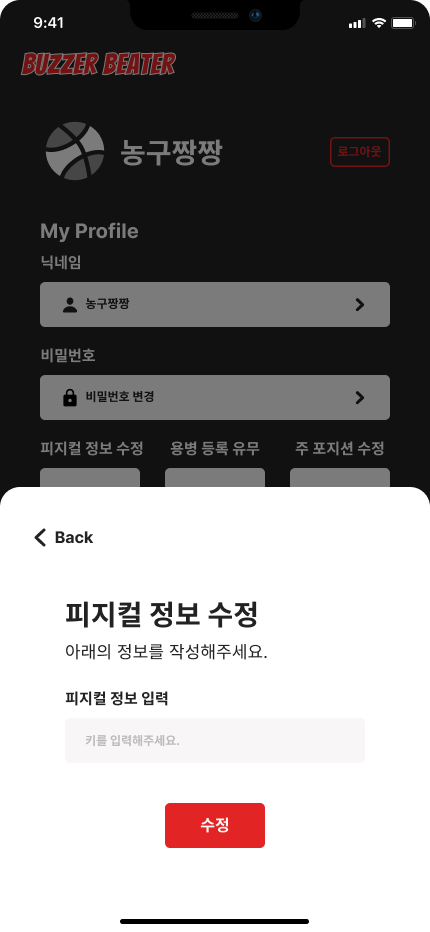 9:41
BUZZER BEATER
농구짱짱
로그아웃
My Profile
닉네임
농구짱짱
비밀번호
비밀번호 변경
피지컬 정보 수정 용병 등록 유무 주 포지션 수정
Back
피지컬 정보 수정
아래의 정보를 작성해주세요.
피지컬 정보 입력
키를 입력해주세요.
수정